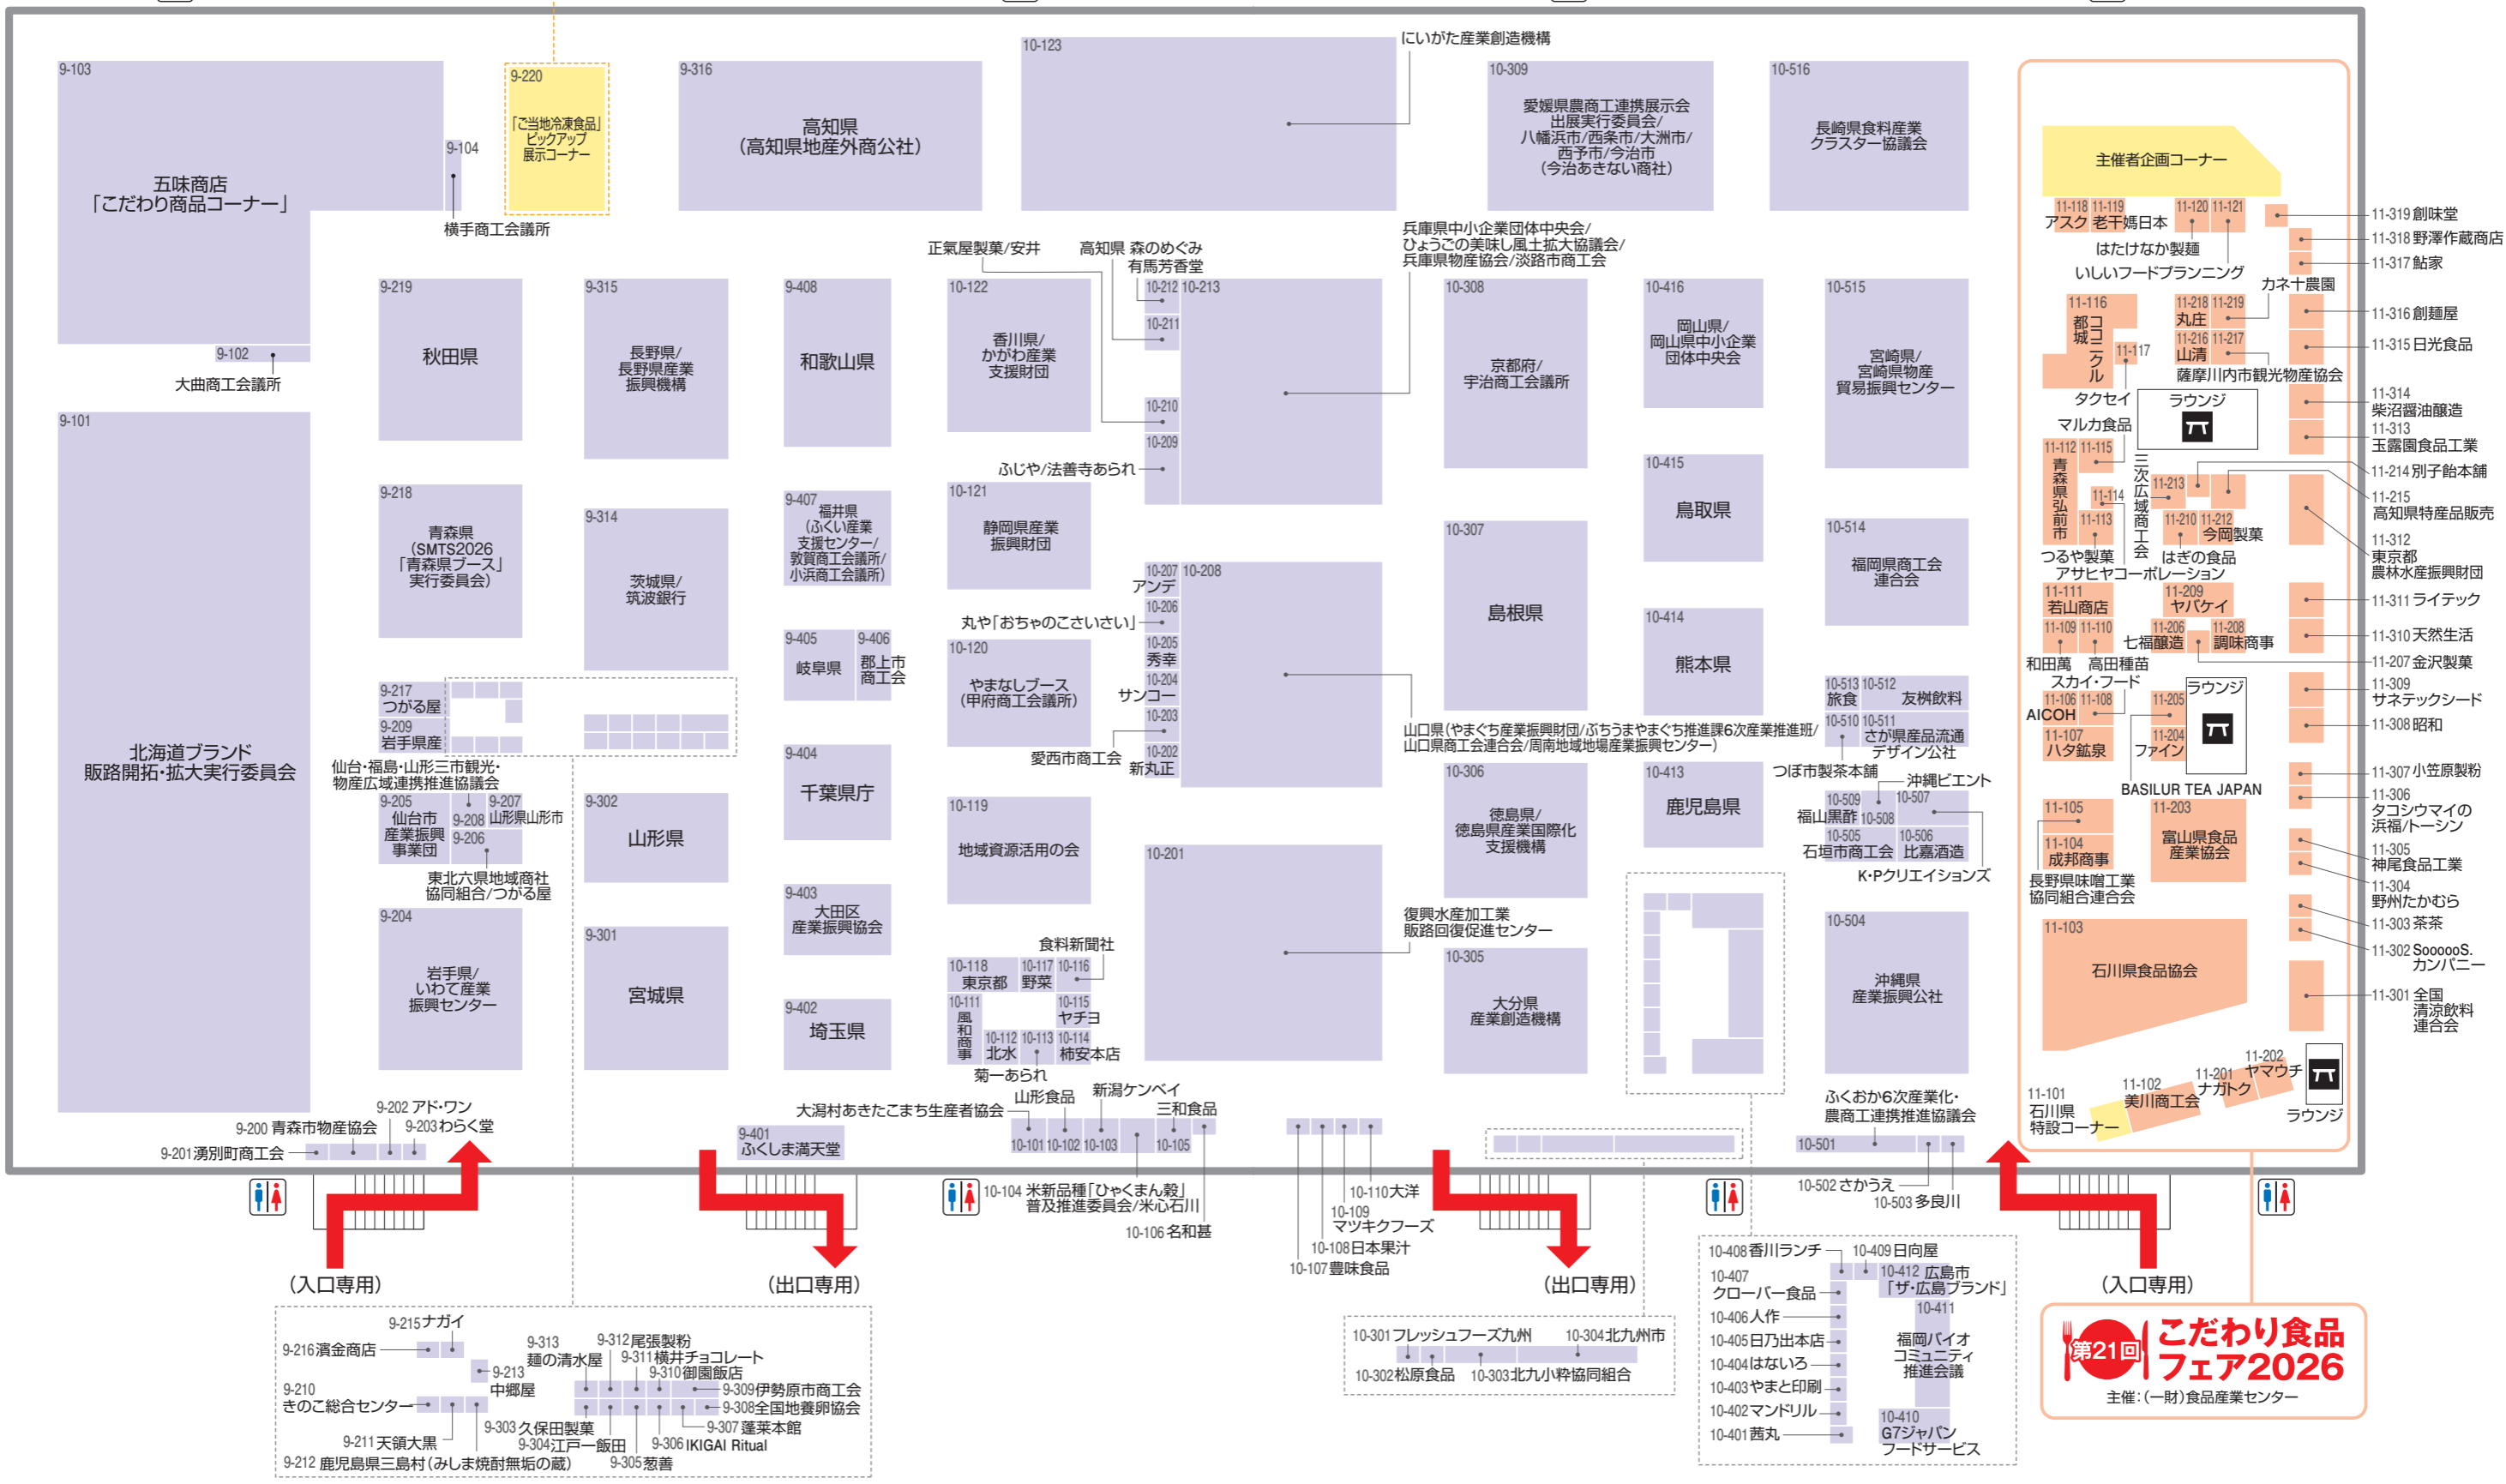 9-103
五味商店
「こだわり商品コーナー」
9-104
横手商工会議所
9-102
大曲商工会議所
9-101
北海道ブランド
販路開拓・拡大実行委員会
9-220
「ご当地冷凍食品」
ピックアップ
展示コーナー
9-219
秋田県
9-218
青森県
(SMTS2026
「青森県ブース」
実行委員会)
9-217
つがる屋
9-209
岩手県産
仙台・福島・山形三市観光・
物産広域連携推進協議会
9-205
仙台市
産業振興
事業団
9-208
9-207
山形県山形市
9-206
東北六県地域商社
協同組合/つがる屋
9-204
岩手県/
いわて産業
振興センター
9-202 アド・ワン
9-203 わらく堂
9-200 青森市物産協会
9-201 湧別町商工会
9-316
高知県
(高知県地産外商公社)
9-315
長野県/
長野県産業
振興機構
9-314
茨城県/
筑波銀行
9-302
山形県
9-301
宮城県
9-408
和歌山県
9-407
福井県
(ふくい産業
支援センター/
敦賀商工会議所/
小浜商工会議所)
9-405
岐阜県
9-406
郡上市
商工会
9-404
千葉県庁
9-403
大田区
産業振興協会
9-402
埼玉県
9-401
ふくしま満天堂
10-123
にいがた産業創造機構
正氣屋製菓/安井
高知県 森のめぐみ
有馬芳香堂
10-122
香川県/
かがわ産業
支援財団
10-212
10-211
10-210
10-209
ふじや/法善寺あられ
10-213
兵庫県中小企業団体中央会/
ひょうごの美味し風土拡大協議会/
兵庫県物産協会/淡路市商工会
10-121
静岡県産業
振興財団
10-120
やまなしブース
(甲府商工会議所)
10-119
地域資源活用の会
10-207
アンデ
10-206
丸や「おちゃのこさいさい」
10-205
秀幸
10-204
サンコー
10-203
愛西市商工会
10-202
新丸正
10-208
山口県(やまぐち産業振興財団/ぶちうまやまぐち推進課6次産業推進班/
山口県商工会連合会/周南地域地場産業振興センター)
10-201
復興水産加工業
販路回復促進センター
食料新聞社
10-118
東京都
10-117
野菜
10-116
10-111
風和商事
10-115
ヤチヨ
10-112
北水
10-113
菊一あられ
10-114
柿安本店
大潟村あきたこまち生産者協会
山形食品
新潟ケンベイ
三和食品
10-101
10-102
10-103
10-105
10-104 米新品種「ひゃくまん穀」
普及推進委員会/米心石川
10-106 名和甚
10-110 大洋
10-109
マツキクフーズ
10-108 日本果汁
10-107 豊味食品
10-309
愛媛県農商工連携展示会
出展実行委員会/
八幡浜市/西条市/大洲市/
西予市/今治市
(今治あきない商社)
10-308
京都府/
宇治商工会議所
10-307
島根県
10-306
徳島県/
徳島県産業国際化
支援機構
10-305
大分県
産業創造機構
10-516
長崎県食料産業
クラスター協議会
10-416
岡山県/
岡山県中小企業
団体中央会
10-415
鳥取県
10-414
熊本県
10-413
鹿児島県
10-515
宮崎県/
宮崎県物産
貿易振興センター
10-514
福岡県商工会
連合会
10-513
旅食
10-512
友桝飲料
10-510
10-511
さが県産品流通
デザイン公社
つぼ市製茶本舗
沖縄ビエント
10-509
福山黒酢
10-508
10-507
10-505
石垣市商工会
10-506
比嘉酒造
K・Pクリエイションズ
10-504
沖縄県
産業振興公社
ふくおか6次産業化・
農商工連携推進協議会
10-501
10-502 さかうえ
10-503 多良川
主催者企画コーナー
11-118
アスク
11-119
老干媽日本
11-120
はたけなか製麺
11-121
いしいフードプランニング
カネ十農園
11-116
都城
ココニクル
11-117
タクセイ
11-218
丸庄
11-219
11-216
山清
11-217
薩摩川内市観光物産協会
ラウンジ
マルカ食品
11-112
青森県弘前市
11-115
11-114
11-113
つるや製菓
アサヒヤコーポレーション
三次広域商工会
11-213
11-210
はぎの食品
11-212
今岡製菓
11-111
若山商店
11-109
和田萬
11-110
高田種苗
11-209
ヤバケイ
11-206
七福醸造
11-208
調味商事
スカイ・フード
11-106
AICOH
11-108
11-107
ハタ鉱泉
11-205
11-204
ファイン
ラウンジ
BASILUR TEA JAPAN
11-105
11-104
成邦商事
長野県味噌工業
協同組合連合会
11-203
富山県食品
産業協会
11-103
石川県食品協会
11-101
石川県
特設コーナー
11-102
美川商工会
11-201
ナガトク
11-202
ヤマウチ
ラウンジ
11-319 創味堂
11-318 野澤作蔵商店
11-317 鮎家
11-316 創麺屋
11-315 日光食品
11-314
柴沼醤油醸造
11-313
玉露園食品工業
11-214 別子飴本舗
11-215
高知県特産品販売
11-312
東京都
農林水産振興財団
11-311 ライテック
11-310 天然生活
11-207 金沢製菓
11-309
サネテックシード
11-308 昭和
11-307 小笠原製粉
11-306
タコシウマイの
浜福/トーシン
11-305
神尾食品工業
11-304
野州たかむら
11-303 茶茶
11-302 SoooooS.
カンパニー
11-301 全国
清涼飲料
連合会
(入口専用)
(出口専用)
(出口専用)
(入口専用)
9-215 ナガイ
9-216 濱金商店
9-213
中郷屋
9-210
きのこ総合センター
9-211 天領大黒
9-212 鹿児島県三島村(みしま焼酎無垢の蔵)
9-313
麺の清水屋
9-312 尾張製粉
9-311 横井チョコレート
9-310 御園飯店
9-309 伊勢原市商工会
9-308 全国地養卵協会
9-307 蓬莱本館
9-303 久保田製菓
9-304 江戸一飯田
9-306 IKIGAI Ritual
9-305 葱善
10-301 フレッシュフーズ九州
10-304 北九州市
10-302 松原食品
10-303 北九小粋協同組合
10-408 香川ランチ
10-409 日向屋
10-407
クローバー食品
10-412 広島市
「ザ・広島ブランド」
10-406 人作
10-411
福岡バイオ
コミュニティ
推進会議
10-405 日乃出本店
10-404 はないろ
10-403 やまと印刷
10-402 マンドリル
10-401 茜丸
10-410
G7ジャパン
フードサービス
第21回
こだわり食品
フェア2026
主催:(一財)食品産業センター